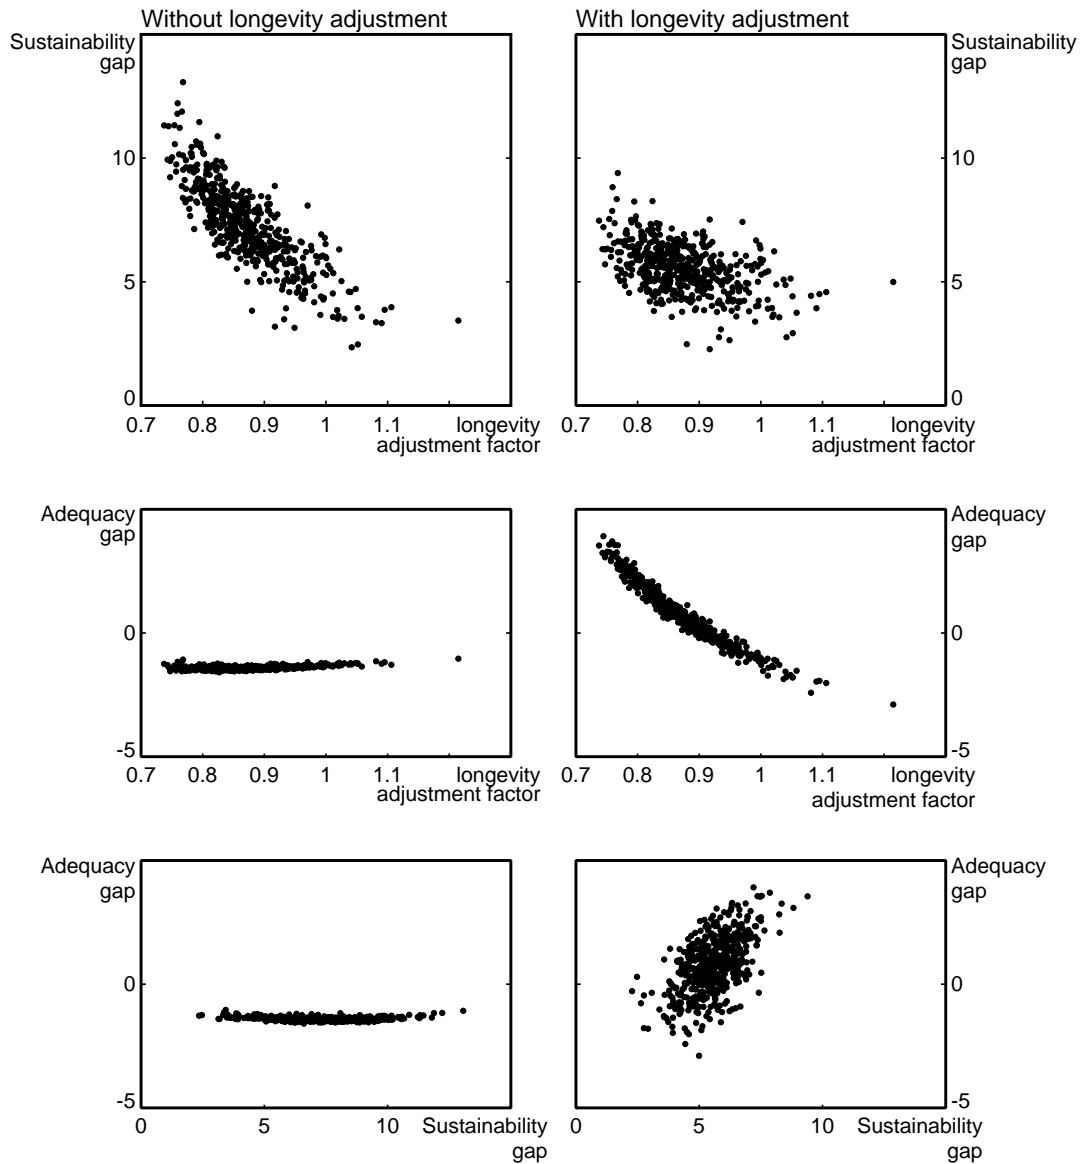 Without longevity adjustment
With longevity adjustment
Sustainability
gap
Sustainability
gap
10
10
5
5
0
0
0.7 0.8 0.9 1 1.1 longevity
adjustment factor
0.7 0.8 0.9 1 1.1 longevity
adjustment factor
Adequacy
gap
Adequacy
gap
0
0
-5
-5
0.7 0.8 0.9 1 1.1 longevity
adjustment factor
0.7 0.8 0.9 1 1.1 longevity
adjustment factor
Adequacy
gap
Adequacy
gap
0
0
-5
-5
0 5 10 Sustainability
gap
0 5 10 Sustainability
gap